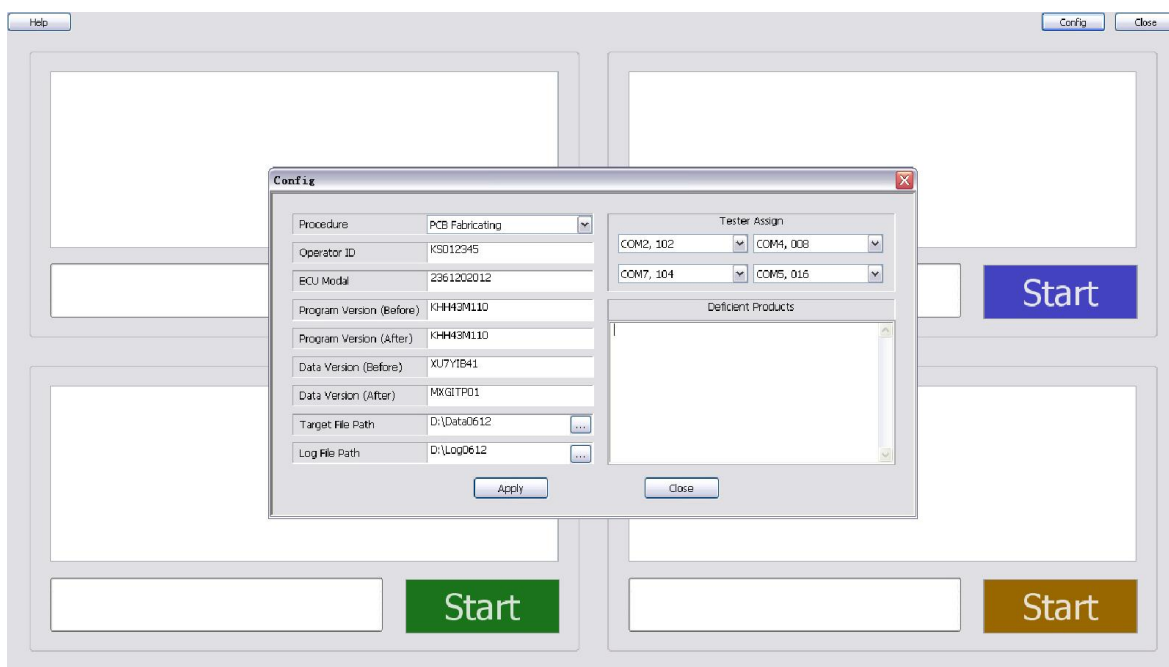 Help
Config
Close
Config
Procedure
PCB Fabricating
Operator ID
KS012345
ECU Modal
2361202012
Program Version (Before)
KHH43M110
Program Version (After)
KHH43M110
Data Version (Before)
XU7YIB41
Data Version (After)
MXGITP01
Target File Path
D:\Data0612
...
Log File Path
D:\Log0612
...
Tester Assign
COM2, 102
COM4, 008
COM7, 104
COM5, 016
Deficient Products
Apply
Close
Start
Start
Start